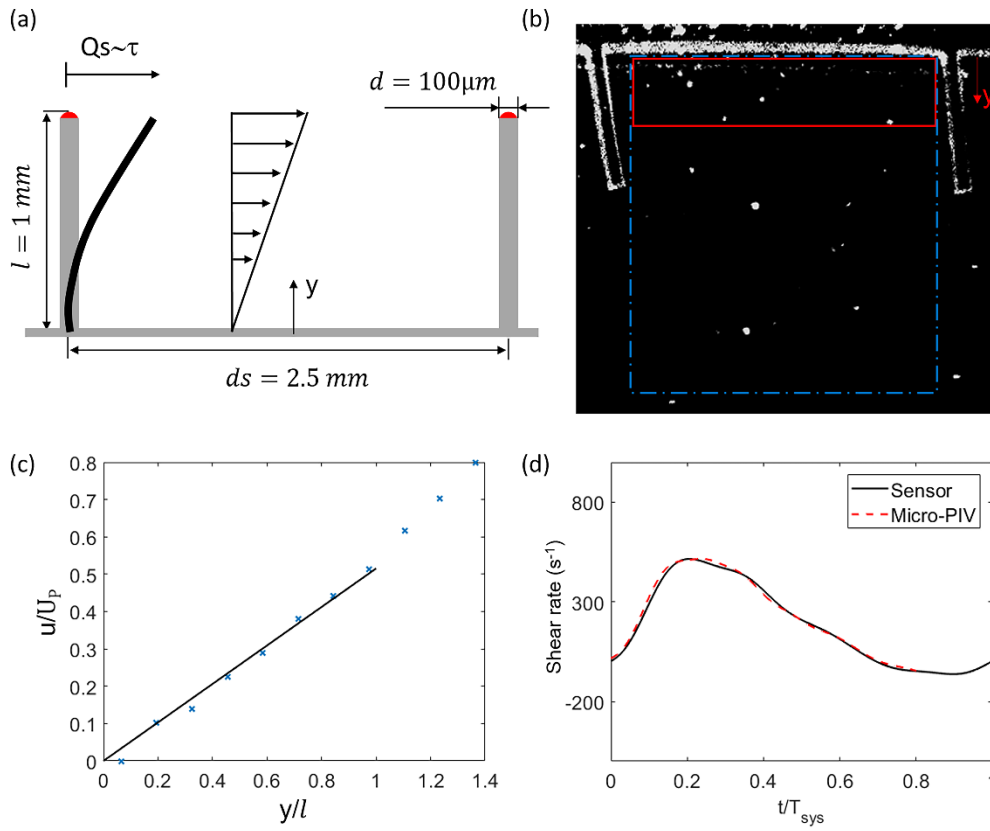 (a)
Qs~τ
d = 100μm
l = 1 mm
y
ds = 2.5 mm
(b)
y
(c)
0.8
0.7
0.6
0.5
0.4
0.3
0.2
0.1
0
u/U_P
0 0.2 0.4 0.6 0.8 1 1.2 1.4
y/l
(d)
Sensor
Micro-PIV
800
300
-200
Shear rate (s⁻¹)
0 0.2 0.4 0.6 0.8 1
t/T_sys